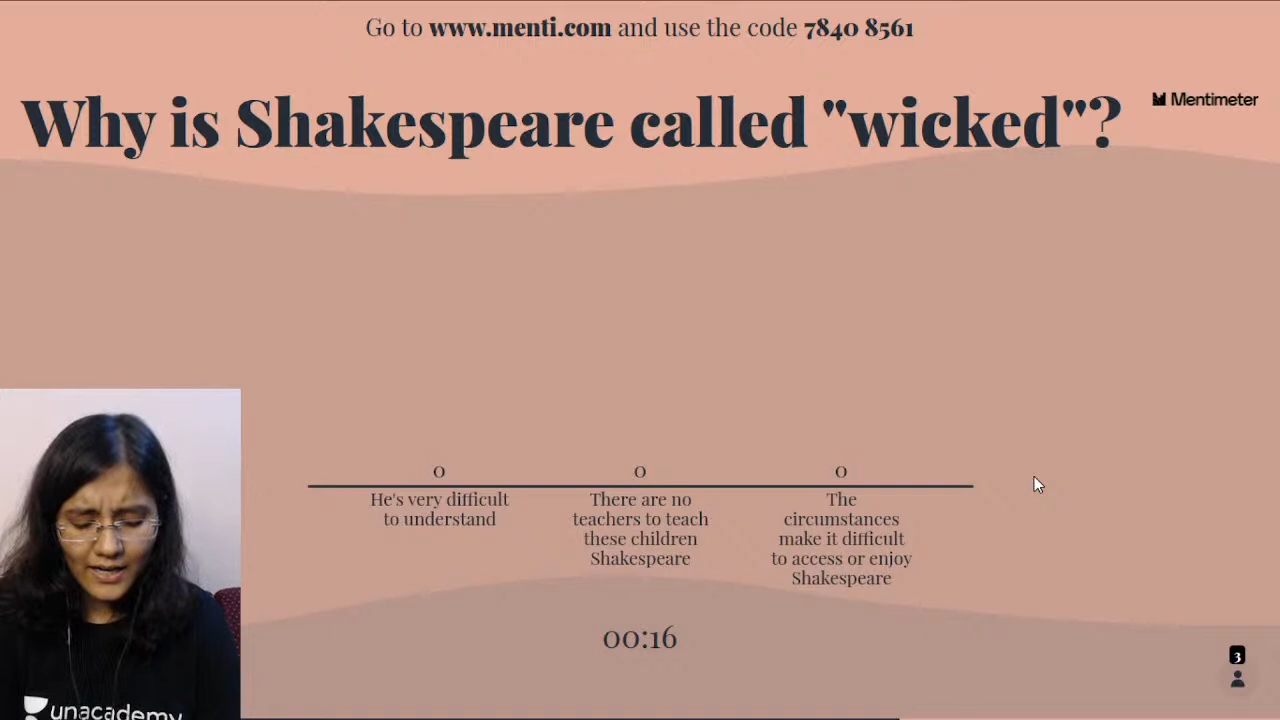 Go to www.menti.com and use the code 7840 8561
Why is Shakespeare called "wicked"?
Mentimeter
0
0
0
He's very difficult
to understand
There are no
teachers to teach
these children
Shakespeare
The
circumstances
make it difficult
to access or enjoy
Shakespeare
00:16
3
unacademy